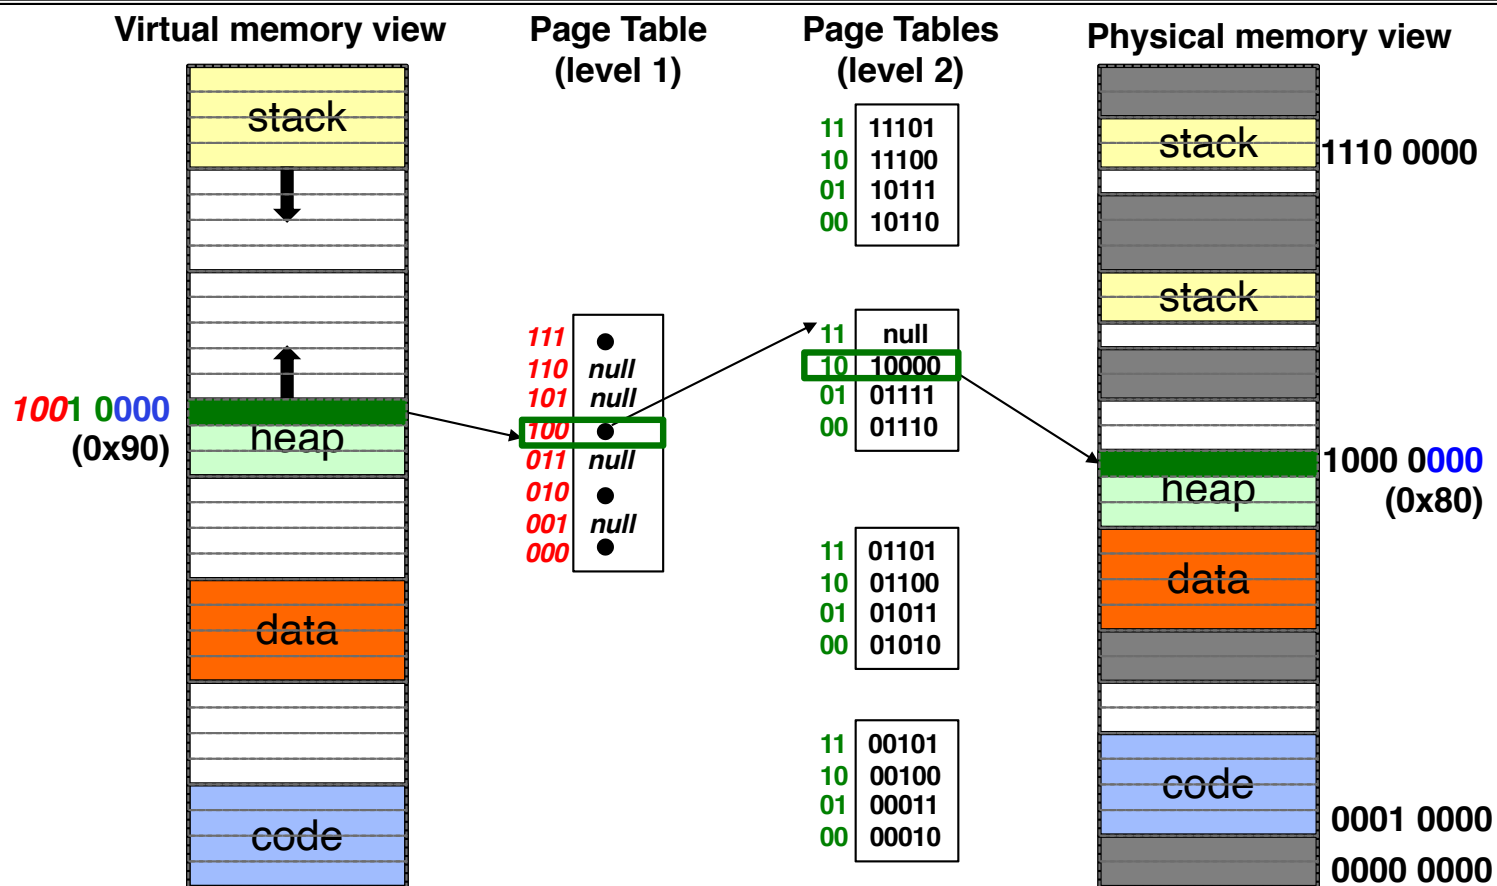 Virtual memory view
Page Table
(level 1)
Page Tables
(level 2)
Physical memory view
stack
heap
data
code
1001 0000
(0x90)
111
110 null
101 null
100
011 null
010
001 null
000
11 11101
10 11100
01 10111
00 10110
11 null
10 10000
01 01111
00 01110
11 01101
10 01100
01 01011
00 01010
11 00101
10 00100
01 00011
00 00010
stack
1110 0000
stack
1000 0000
(0x80)
heap
data
code
0001 0000
0000 0000